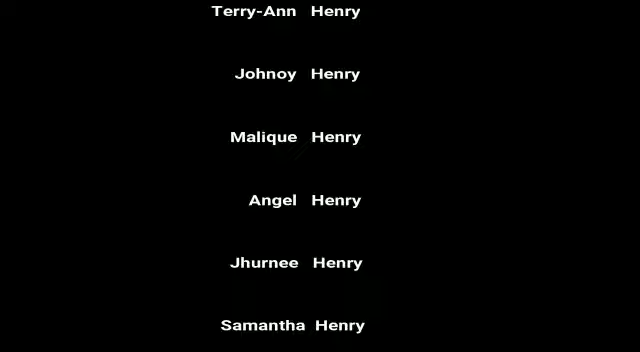 Terry-Ann Henry
Johnoy Henry
Malique Henry
Angel Henry
Jhurnee Henry
Samantha Henry